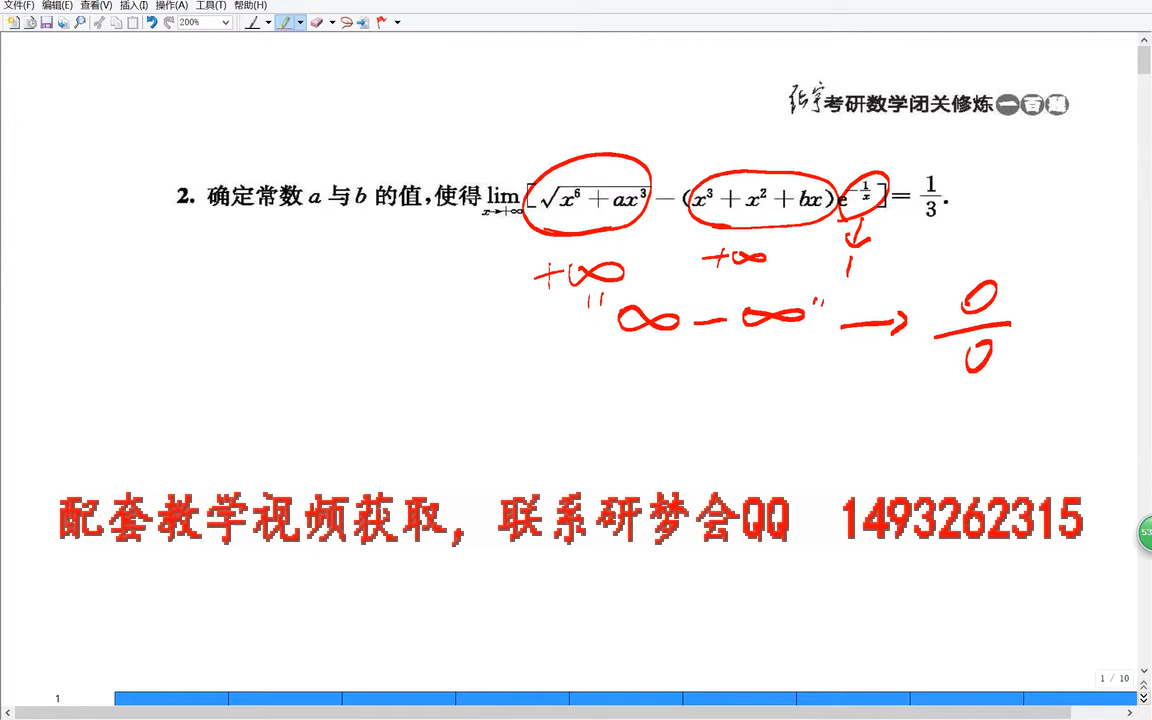 文件(F) 编辑(E) 查看(V) 插入(I) 操作(A) 工具(T) 帮助(H)
200%
张宇考研数学闭关修炼一百题
2. 确定常数 a 与 b 的值,使得 lim x→+∞ [√(x⁶ + ax³) − (x³ + x² + bx)e^(−1/x)] = 1/3.
+∞ +∞ 1
"∞ − ∞" → 0/0
配套教学视频获取，联系研梦会QQ 1493262315
53
1 / 10
1